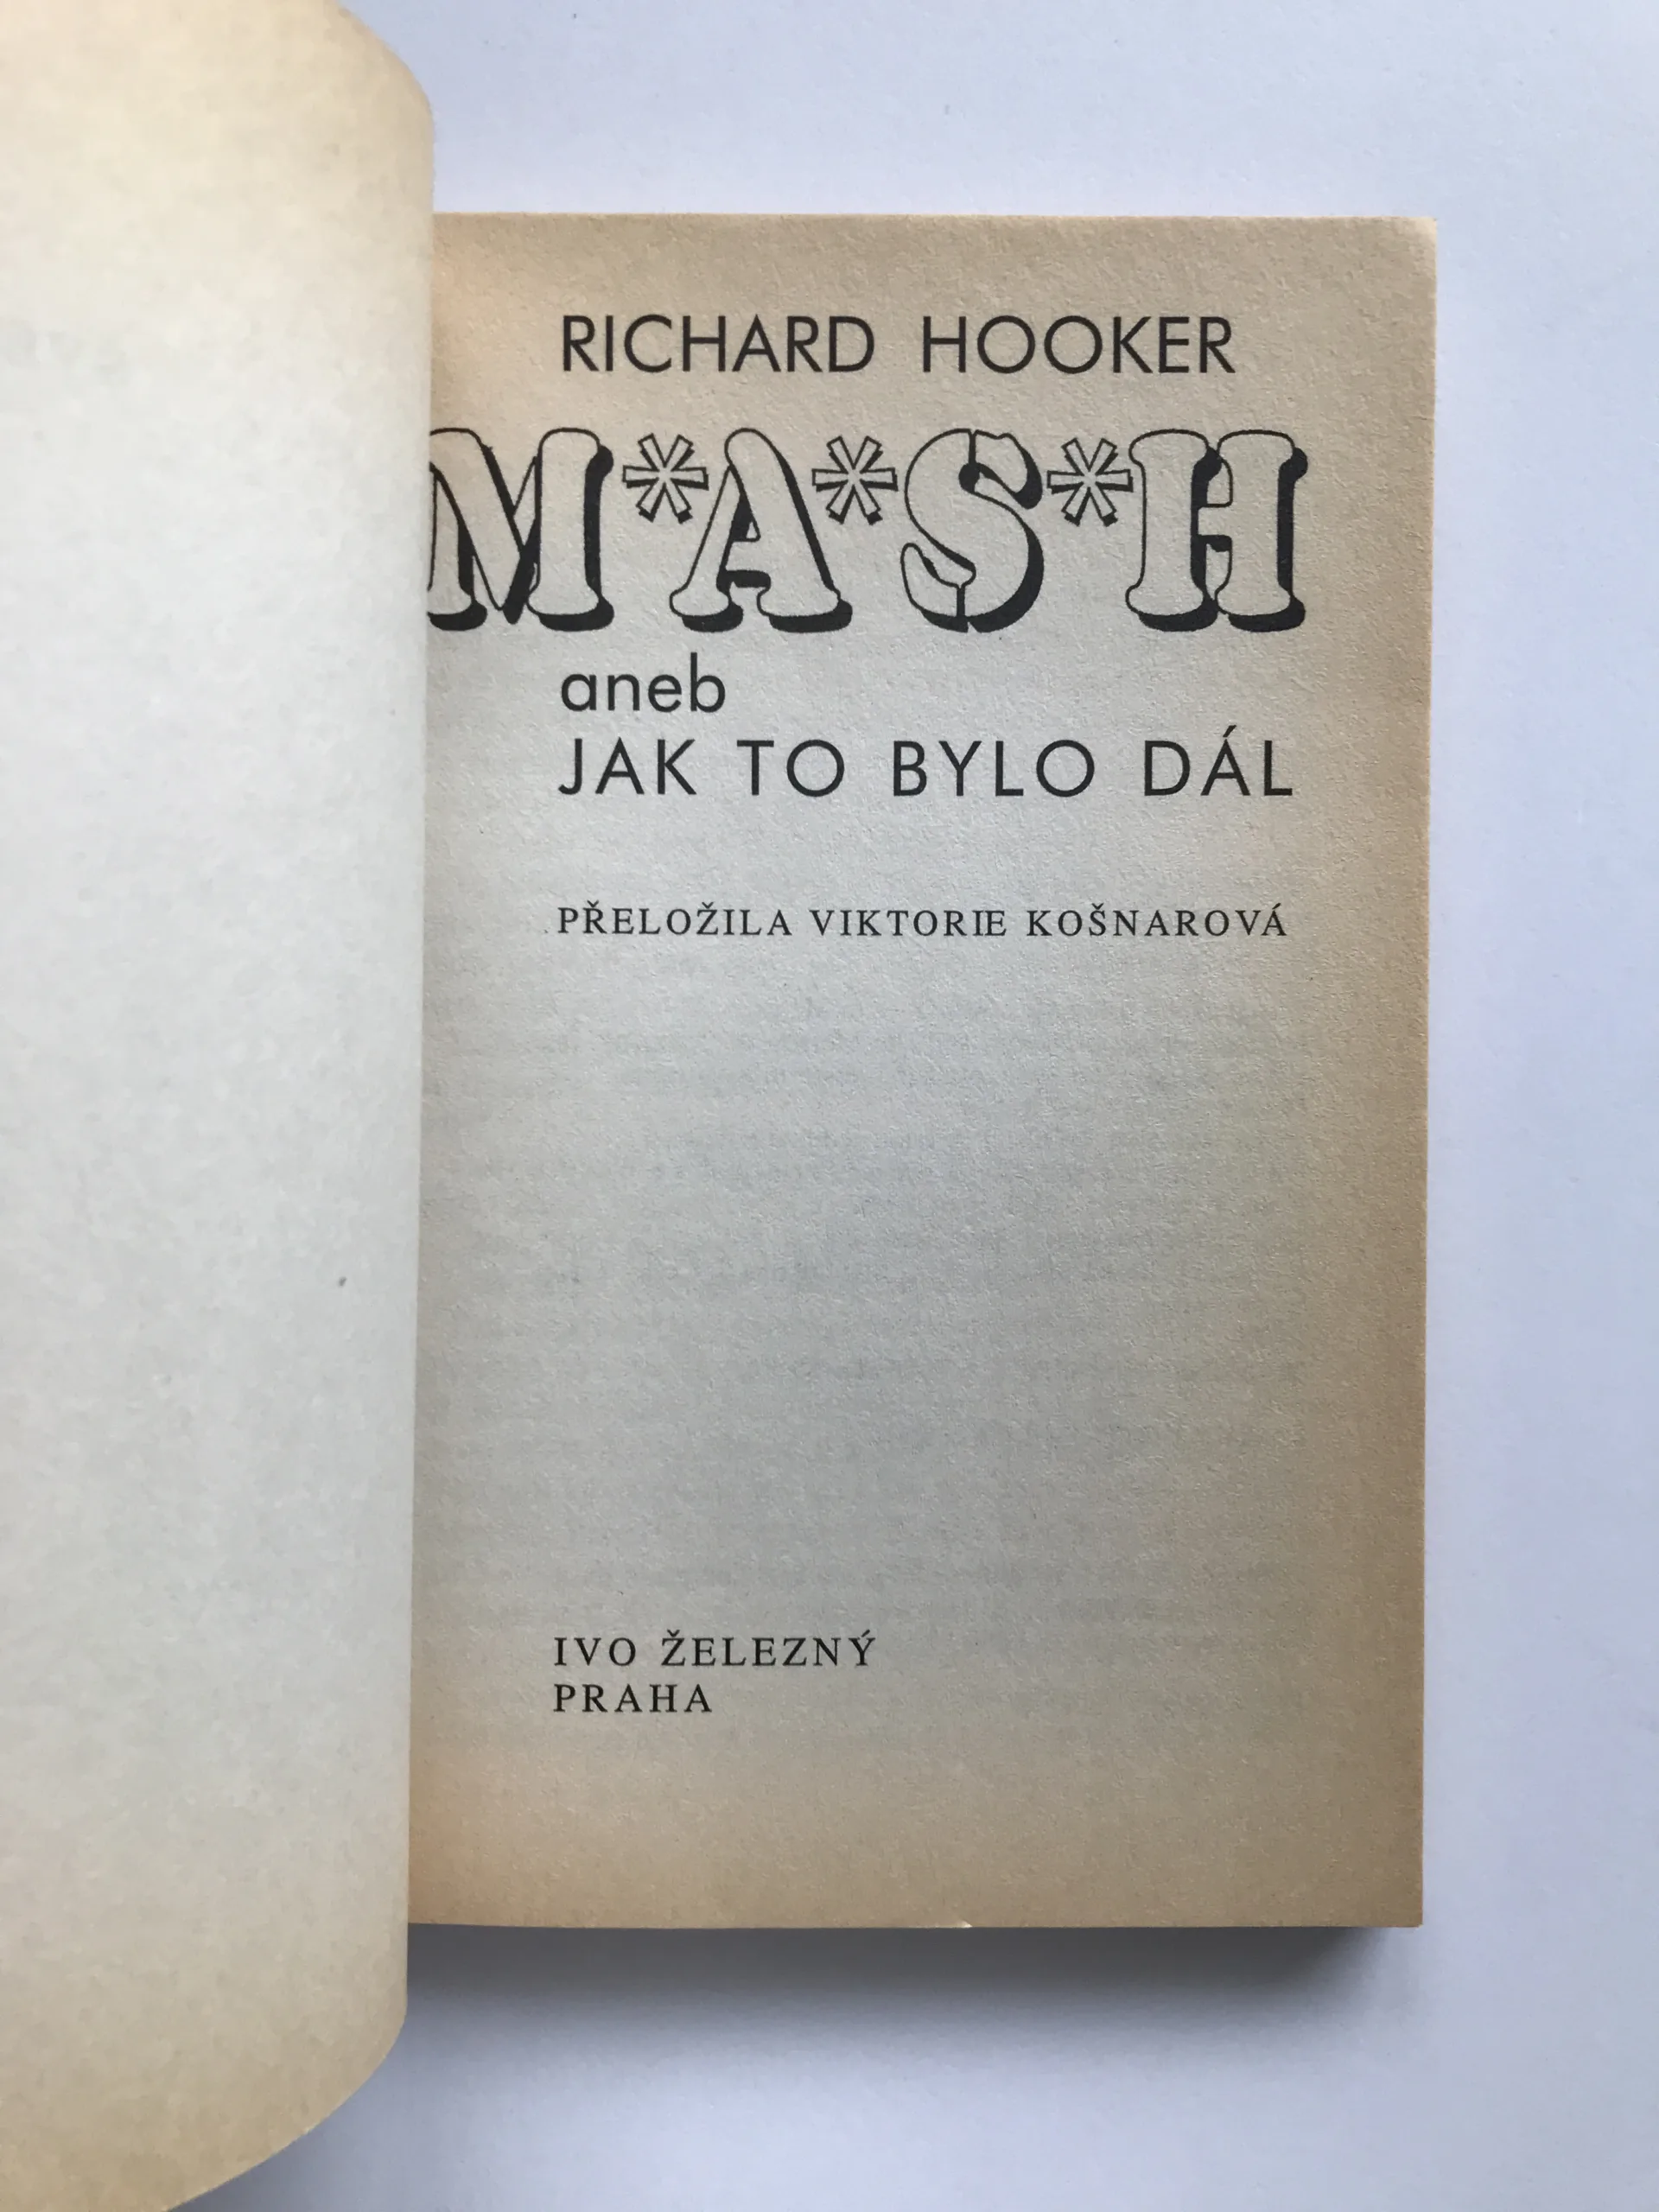 RICHARD HOOKER
M*A*S*H
aneb
JAK TO BYLO DÁL
PŘELOŽILA VIKTORIE KOŠNAROVÁ
IVO ŽELEZNÝ
PRAHA